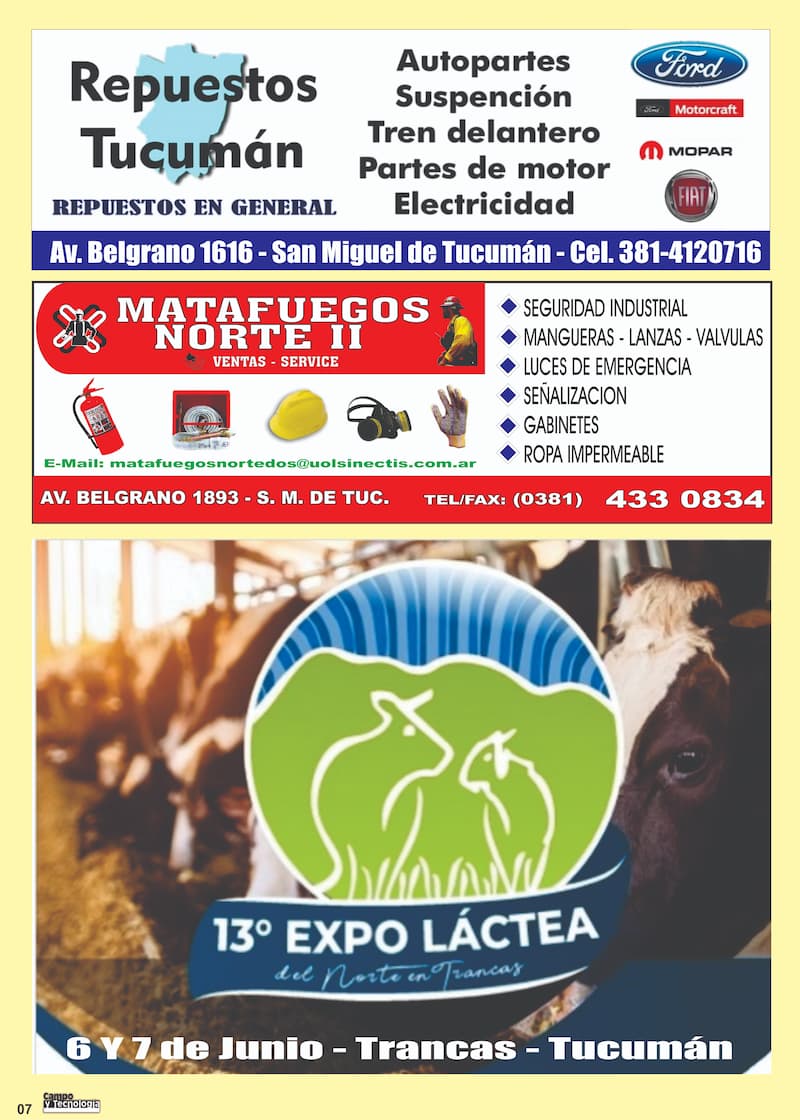 Repuestos
Tucumán
REPUESTOS EN GENERAL
Autopartes
Suspención
Tren delantero
Partes de motor
Electricidad
Ford
Ford Motorcraft
MOPAR
FIAT
Av. Belgrano 1616 - San Miguel de Tucumán - Cel. 381-4120716
MATAFUEGOS
NORTE II
VENTAS - SERVICE
E-Mail: matafuegosnortedos@uolsinectis.com.ar
SEGURIDAD INDUSTRIAL
MANGUERAS - LANZAS - VALVULAS
LUCES DE EMERGENCIA
SEÑALIZACION
GABINETES
ROPA IMPERMEABLE
AV. BELGRANO 1893 - S. M. DE TUC. TEL/FAX: (0381) 433 0834
13º EXPO LÁCTEA
del Norte en Trancas
6 Y 7 de Junio - Trancas - Tucumán
07
Campo
Y Tecnología